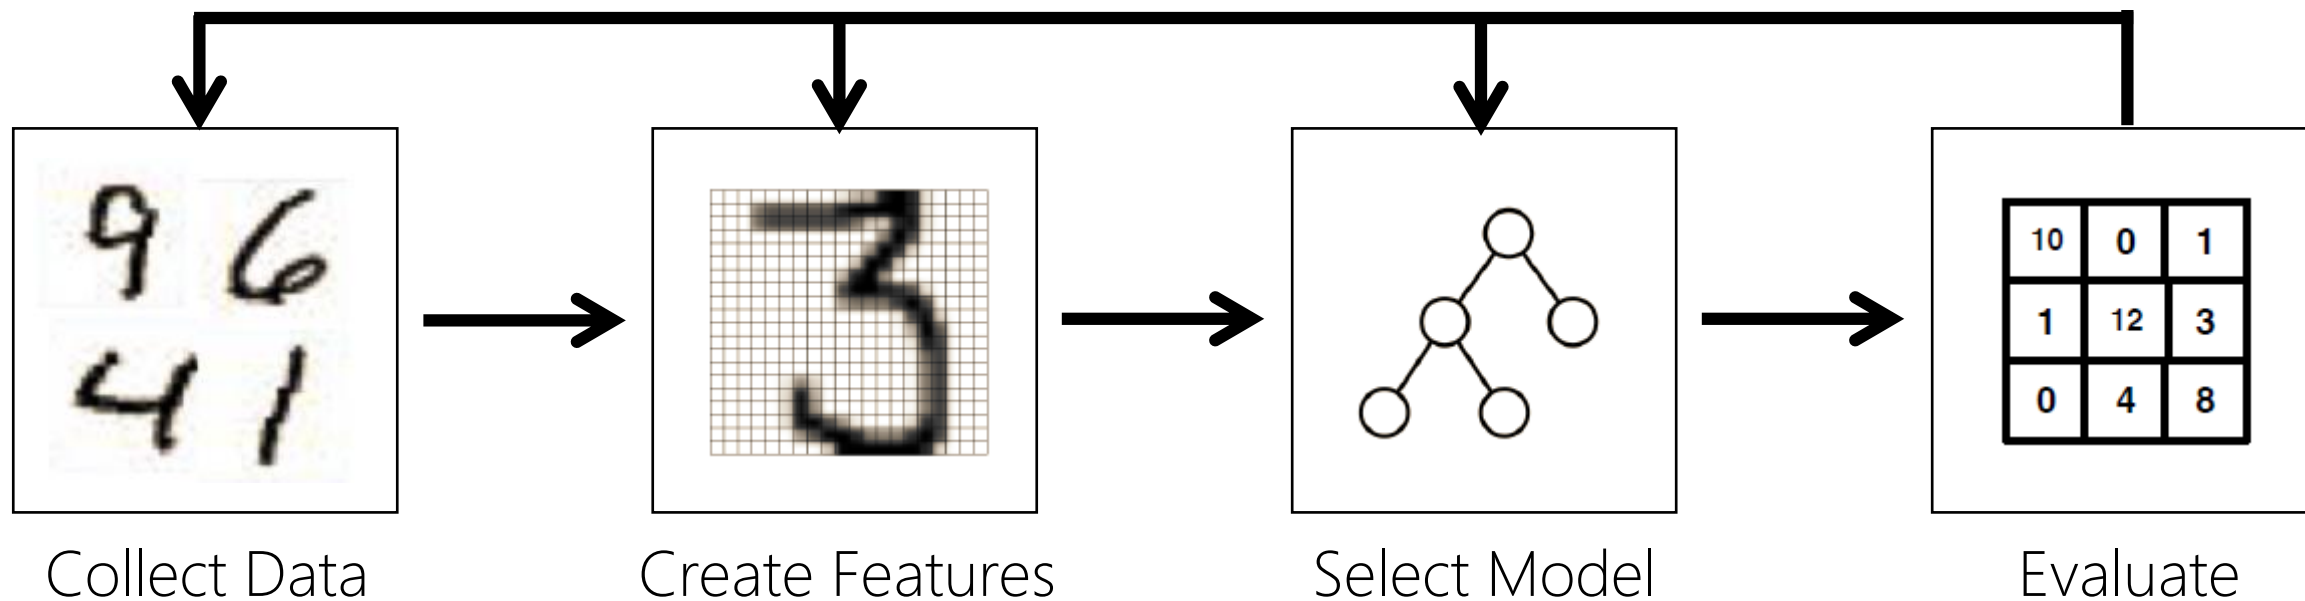 9 6
4 1
3
10 0 1
1 12 3
0 4 8
Collect Data
Create Features
Select Model
Evaluate